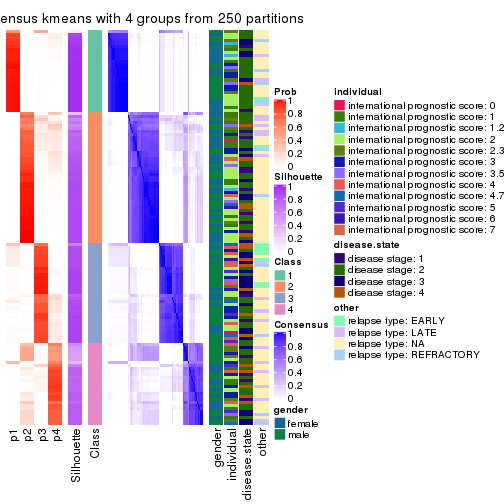 ensus kmeans with 4 groups from 250 partitions
Prob
1
0.8
0.6
0.4
0.2
0
Silhouette
1
0.8
0.6
0.4
0.2
0
Class
1
2
3
4
Consensus
1
0.8
0.6
0.4
0.2
0
gender
female
male
individual
international prognostic score: 0
international prognostic score: 1
international prognostic score: 1.2
international prognostic score: 2
international prognostic score: 2.3
international prognostic score: 3
international prognostic score: 3.5
international prognostic score: 4
international prognostic score: 4.7
international prognostic score: 5
international prognostic score: 6
international prognostic score: 7
disease.state
disease stage: 1
disease stage: 2
disease stage: 3
disease stage: 4
other
relapse type: EARLY
relapse type: LATE
relapse type: NA
relapse type: REFRACTORY
p1
p2
p3
p4
Silhouette
Class
gender
individual
disease.state
other